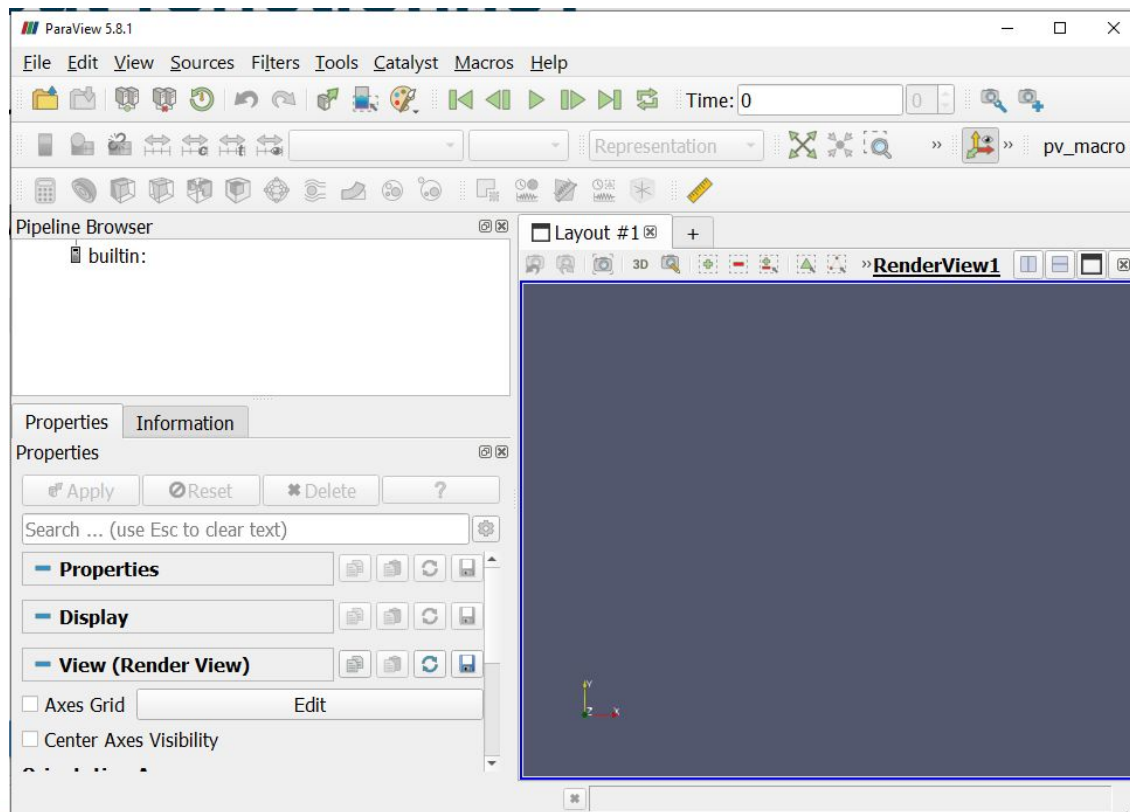 ParaView 5.8.1
File Edit View Sources Filters Tools Catalyst Macros Help
Time: 0 0
Representation pv_macro
Pipeline Browser
builtin:
Layout #1 +
3D RenderView1
Properties Information
Properties
Apply Reset Delete ?
Search ... (use Esc to clear text)
Properties
Display
View (Render View)
Axes Grid Edit
Center Axes Visibility
Y
Z X